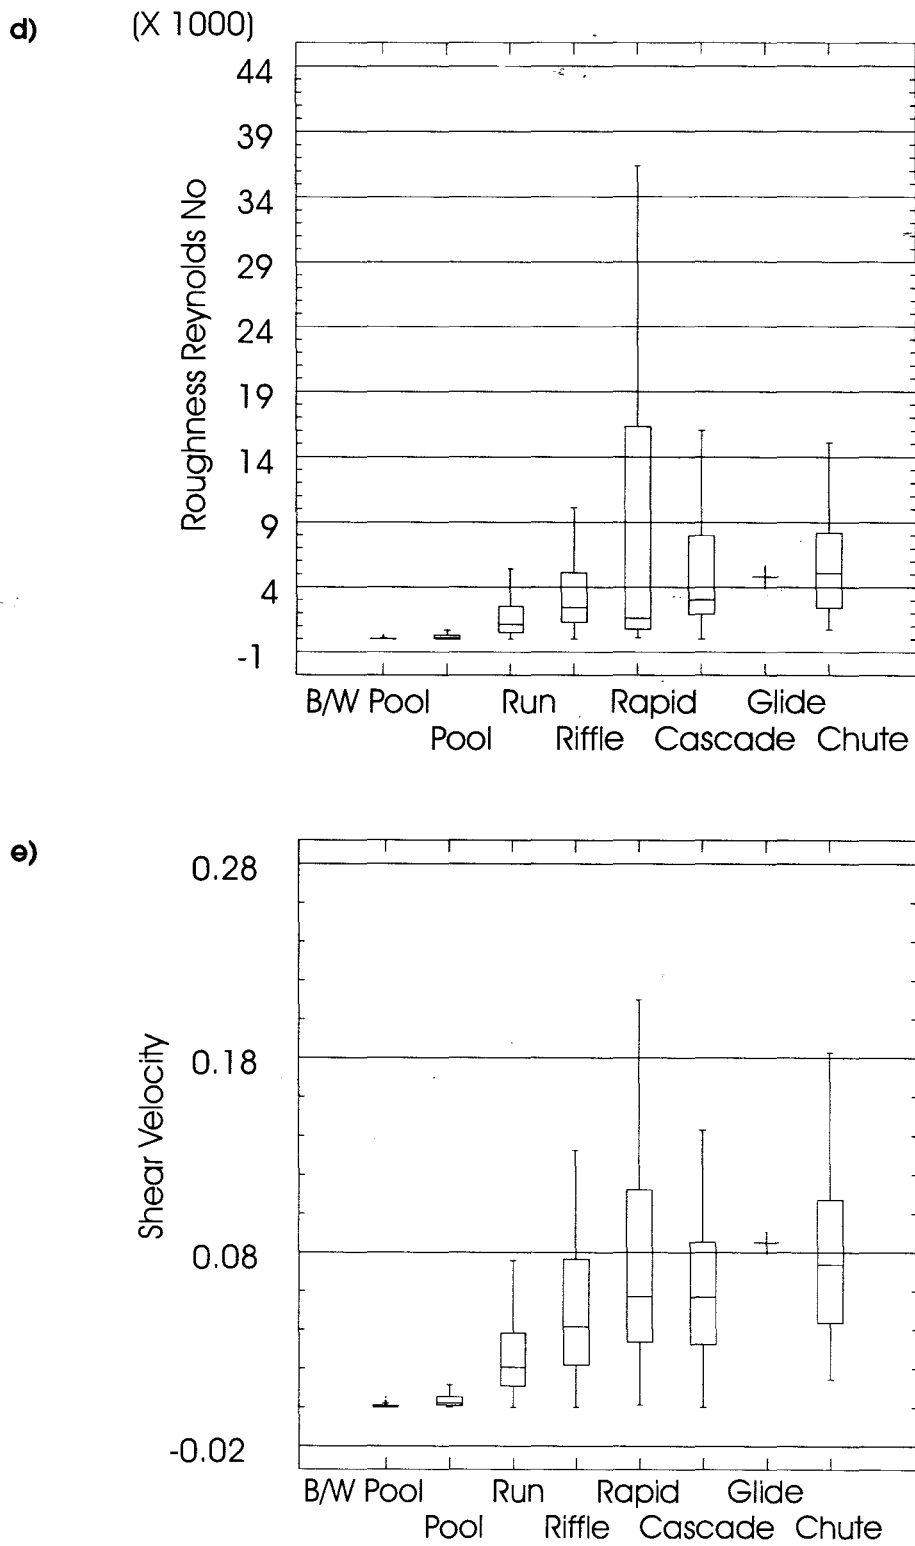 d)
(X 1000)
44
39
34
29
24
19
14
9
4
-1
Roughness Reynolds No
B/W Pool Run Rapid Glide
Pool Riffle Cascade Chute
e)
0.28
0.18
0.08
-0.02
Shear Velocity
B/W Pool Run Rapid Glide
Pool Riffle Cascade Chute